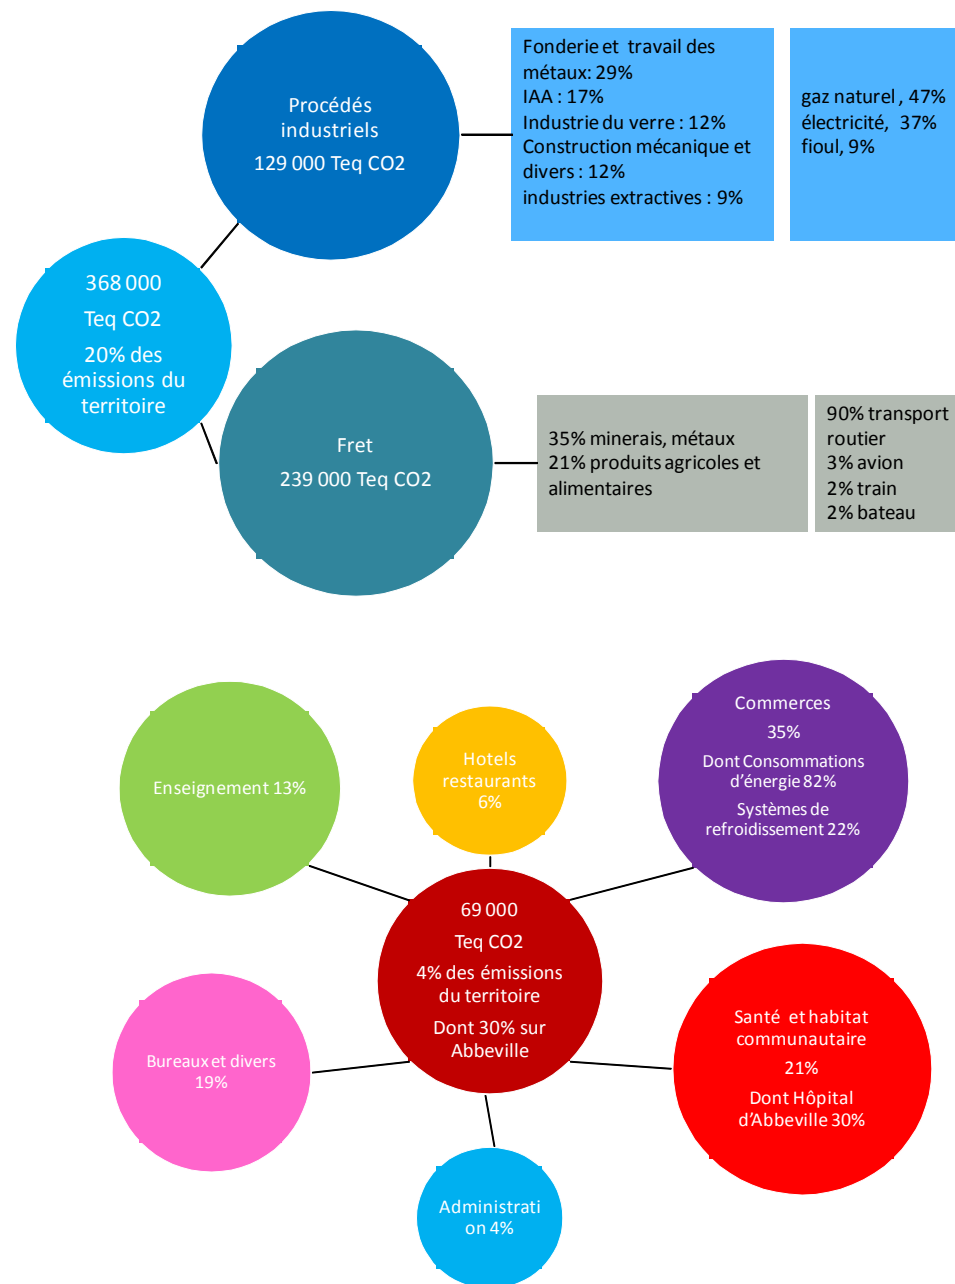 Procédés
industriels
129 000 Teq CO2
Fonderie et travail des
métaux: 29%
IAA : 17%
Industrie du verre : 12%
Construction mécanique et
divers : 12%
industries extractives : 9%
gaz naturel , 47%
électricité, 37%
fioul, 9%
368 000
Teq CO2
20% des
émissions du
territoire
Fret
239 000 Teq CO2
35% minerais, métaux
21% produits agricoles et
alimentaires
90% transport
routier
3% avion
2% train
2% bateau
Enseignement 13%
Hotels
restaurants
6%
Commerces
35%
Dont Consommations
d’énergie 82%
Systèmes de
refroidissement 22%
69 000
Teq CO2
4% des émissions
du territoire
Dont 30% sur
Abbeville
Bureaux et divers
19%
Santé et habitat
communautaire
21%
Dont Hôpital
d’Abbeville 30%
Administrati
on 4%